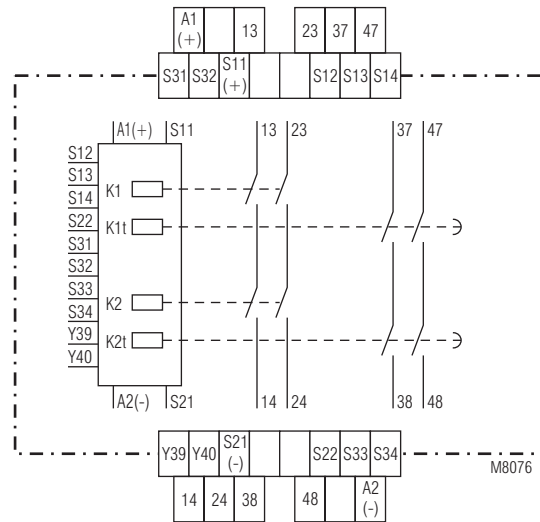 A1 (+) 13 23 37 47
S31 S32 S11 (+) S12 S13 S14
A1(+) S11 13 23 37 47
S12
S13
K1
S14
S22
K1t
S31
S32
S33
K2
S34
Y39
K2t
Y40
A2(-) S21 14 24 38 48
Y39 Y40 S21 (-) S22 S33 S34
M8076
14 24 38 48 A2 (-)